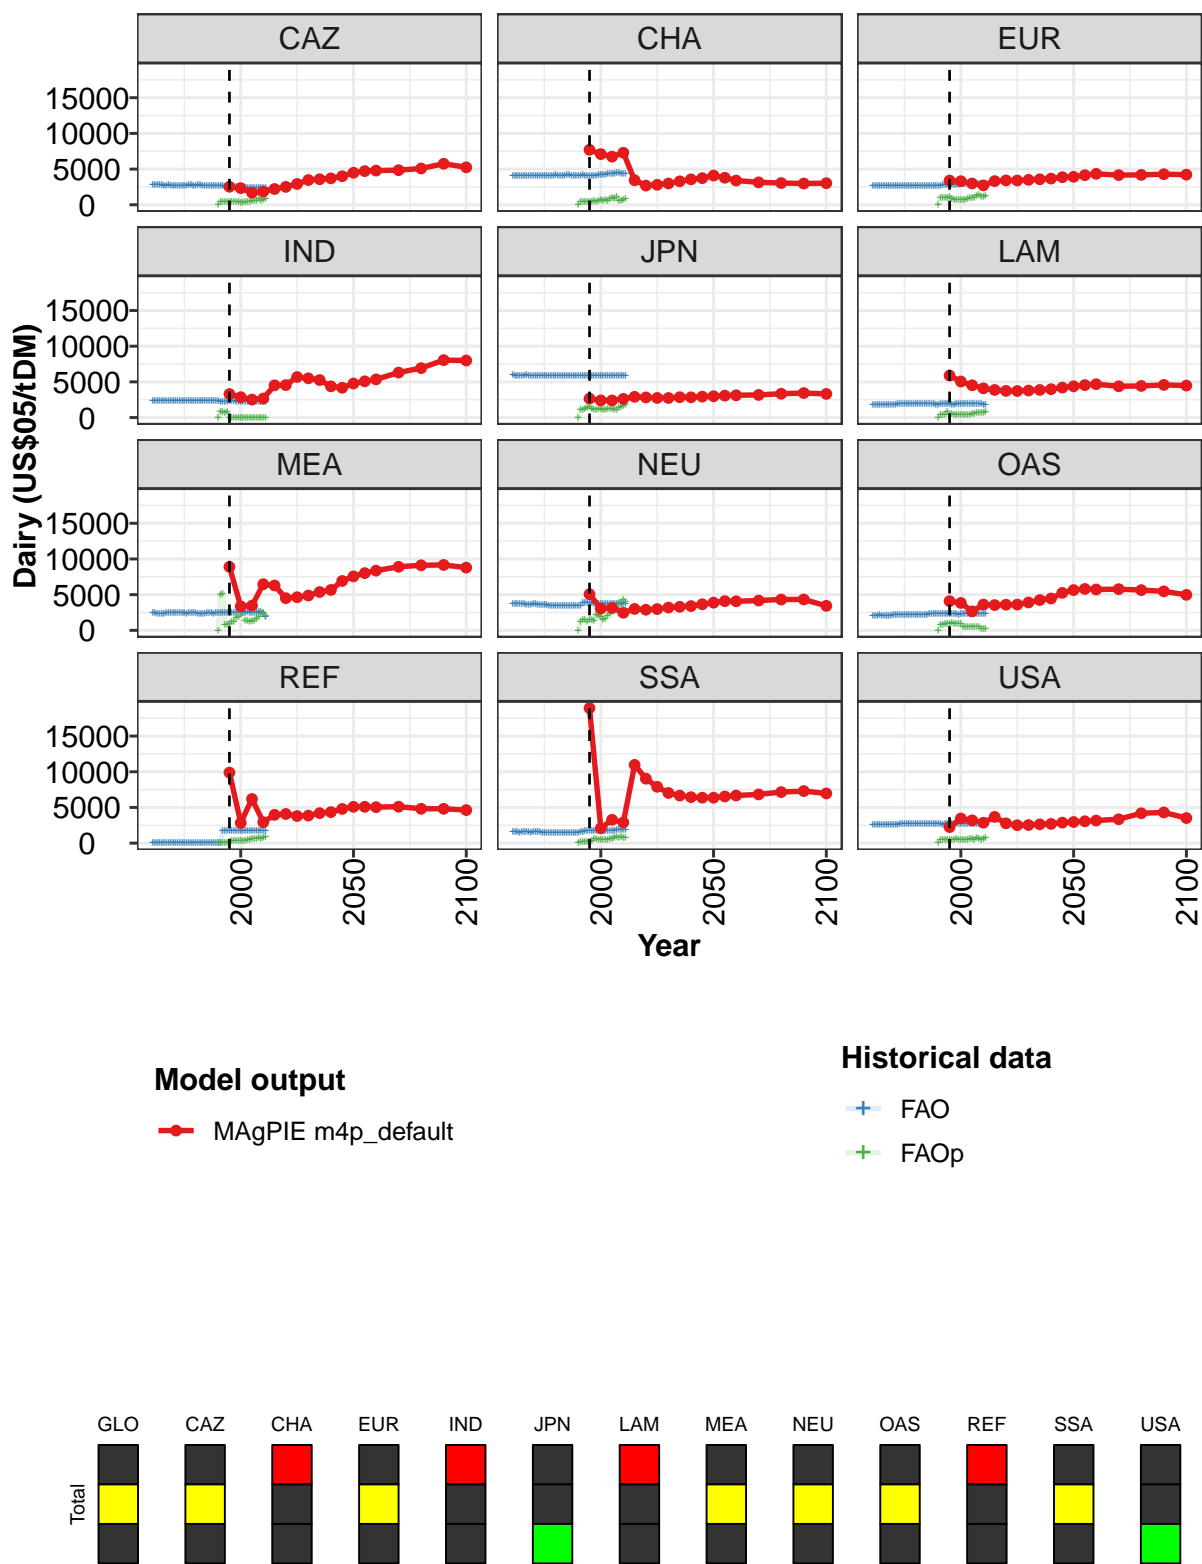 CAZ CHA EUR
15000
10000
5000
0
IND JPN LAM
15000
10000
5000
0
Dairy (US$05/tDM)
MEA NEU OAS
15000
10000
5000
0
REF SSA USA
15000
10000
5000
0
2000 2050 2100 2000 2050 2100 2000 2050 2100
Year
Model output
MAgPIE m4p_default
Historical data
FAO
FAOp
GLO CAZ CHA EUR IND JPN LAM MEA NEU OAS REF SSA USA
Total